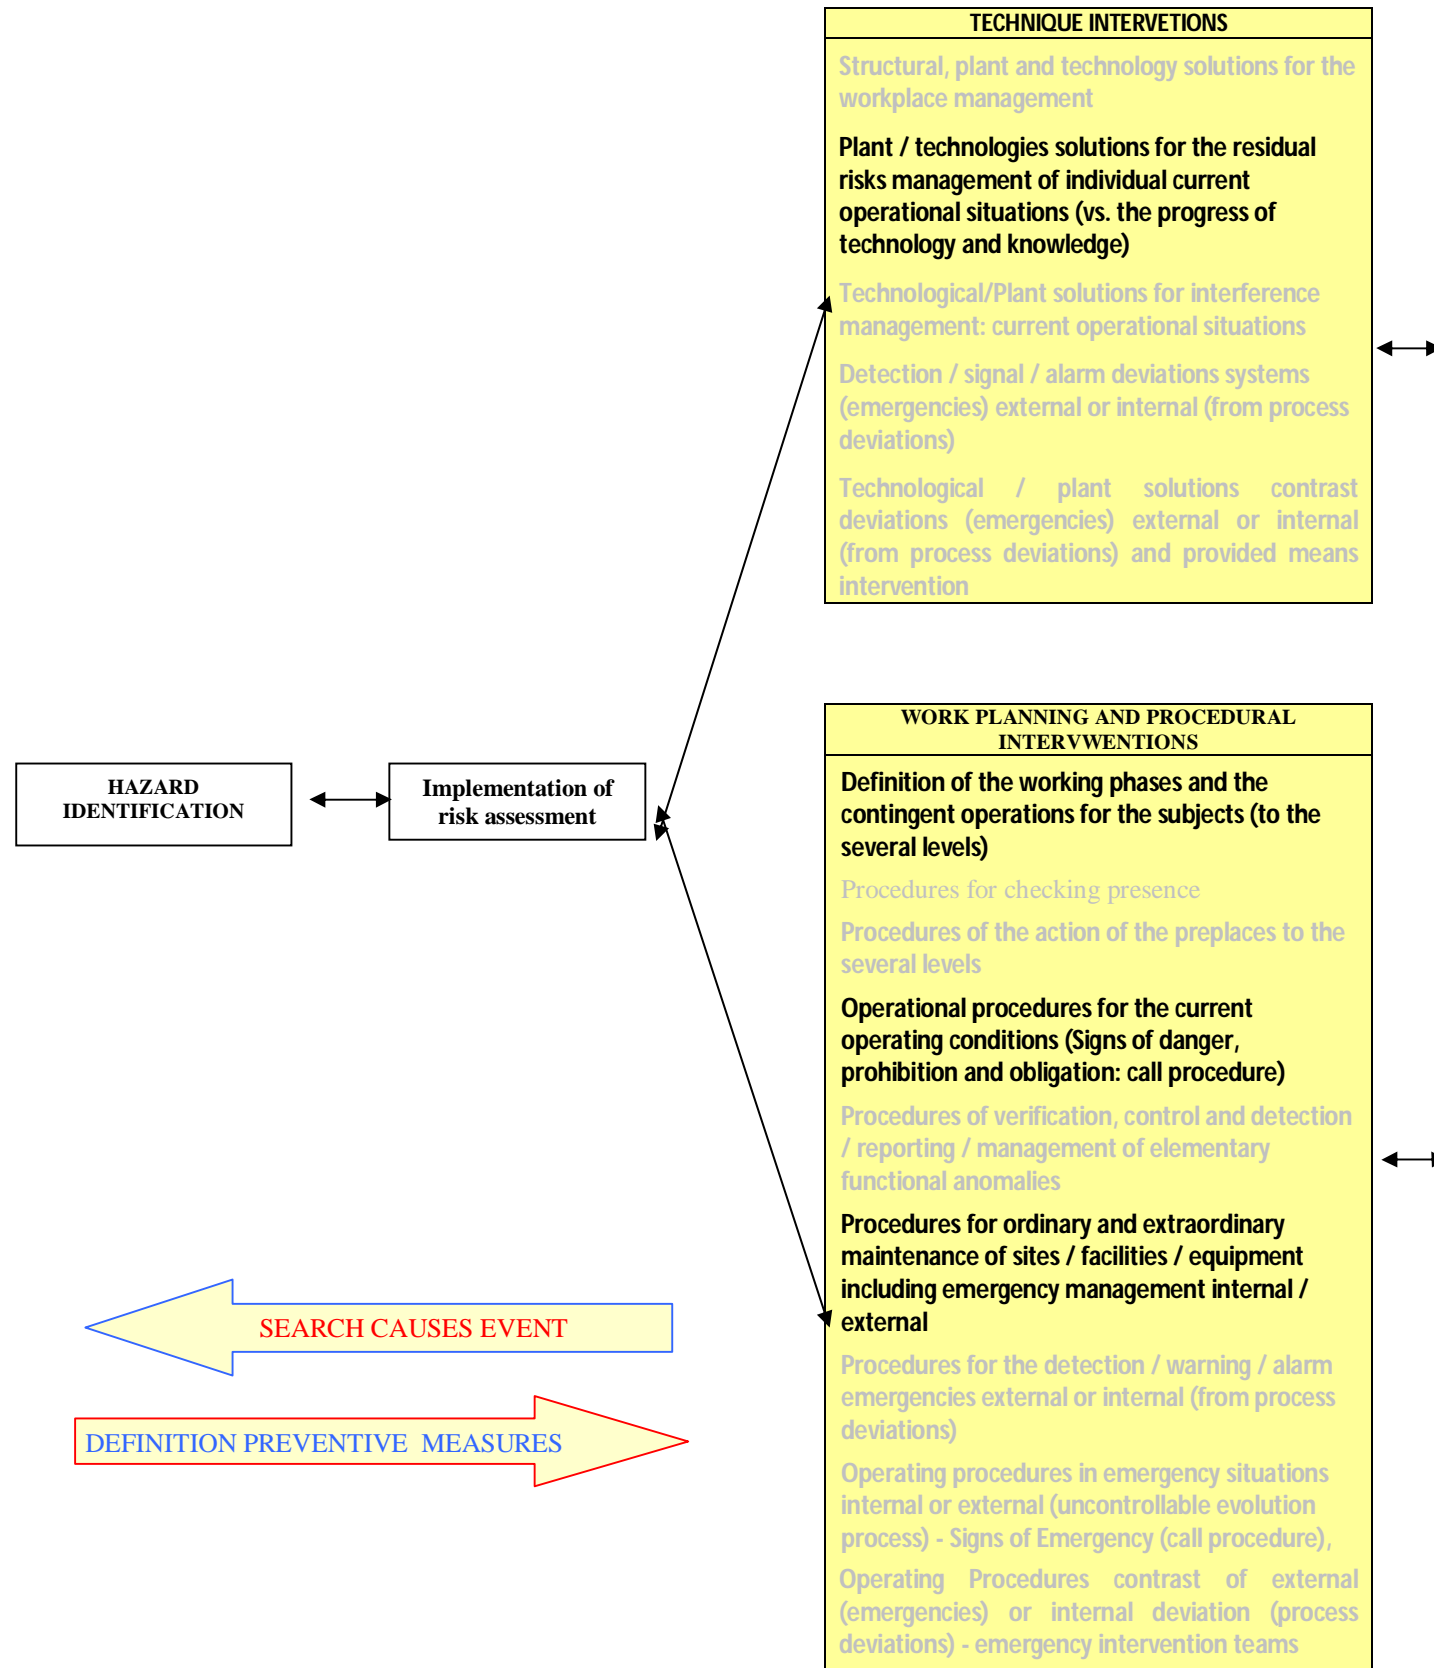 TECHNIQUE INTERVETIONS
Structural, plant and technology solutions for the
workplace management
Plant / technologies solutions for the residual
risks management of individual current
operational situations (vs. the progress of
technology and knowledge)
Technological/Plant solutions for interference
management: current operational situations
Detection / signal / alarm deviations systems
(emergencies) external or internal (from process
deviations)
Technological / plant solutions contrast
deviations (emergencies) external or internal
(from process deviations) and provided means
intervention
HAZARD
IDENTIFICATION
Implementation of
risk assessment
WORK PLANNING AND PROCEDURAL
INTERVWENTIONS
Definition of the working phases and the
contingent operations for the subjects (to the
several levels)
Procedures for checking presence
Procedures of the action of the preplaces to the
several levels
Operational procedures for the current
operating conditions (Signs of danger,
prohibition and obligation: call procedure)
Procedures of verification, control and detection
/ reporting / management of elementary
functional anomalies
Procedures for ordinary and extraordinary
maintenance of sites / facilities / equipment
including emergency management internal /
external
Procedures for the detection / warning / alarm
emergencies external or internal (from process
deviations)
Operating procedures in emergency situations
internal or external (uncontrollable evolution
process) - Signs of Emergency (call procedure),
Operating Procedures contrast of external
(emergencies) or internal deviation (process
deviations) - emergency intervention teams
SEARCH CAUSES EVENT
DEFINITION PREVENTIVE MEASURES